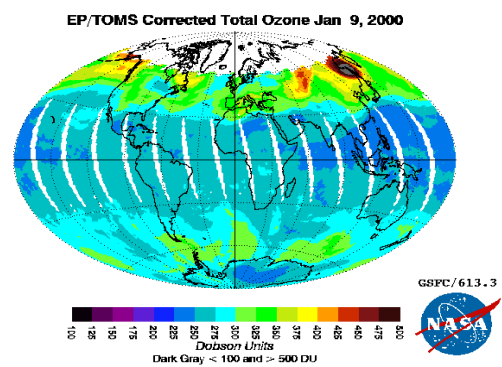 EP/TOMS Corrected Total Ozone Jan 9, 2000
GSFC/613.3
NASA
100 125 150 175 200 225 250 275 300 325 350 375 400 425 450 475 500
Dobson Units
Dark Gray < 100 and > 500 DU